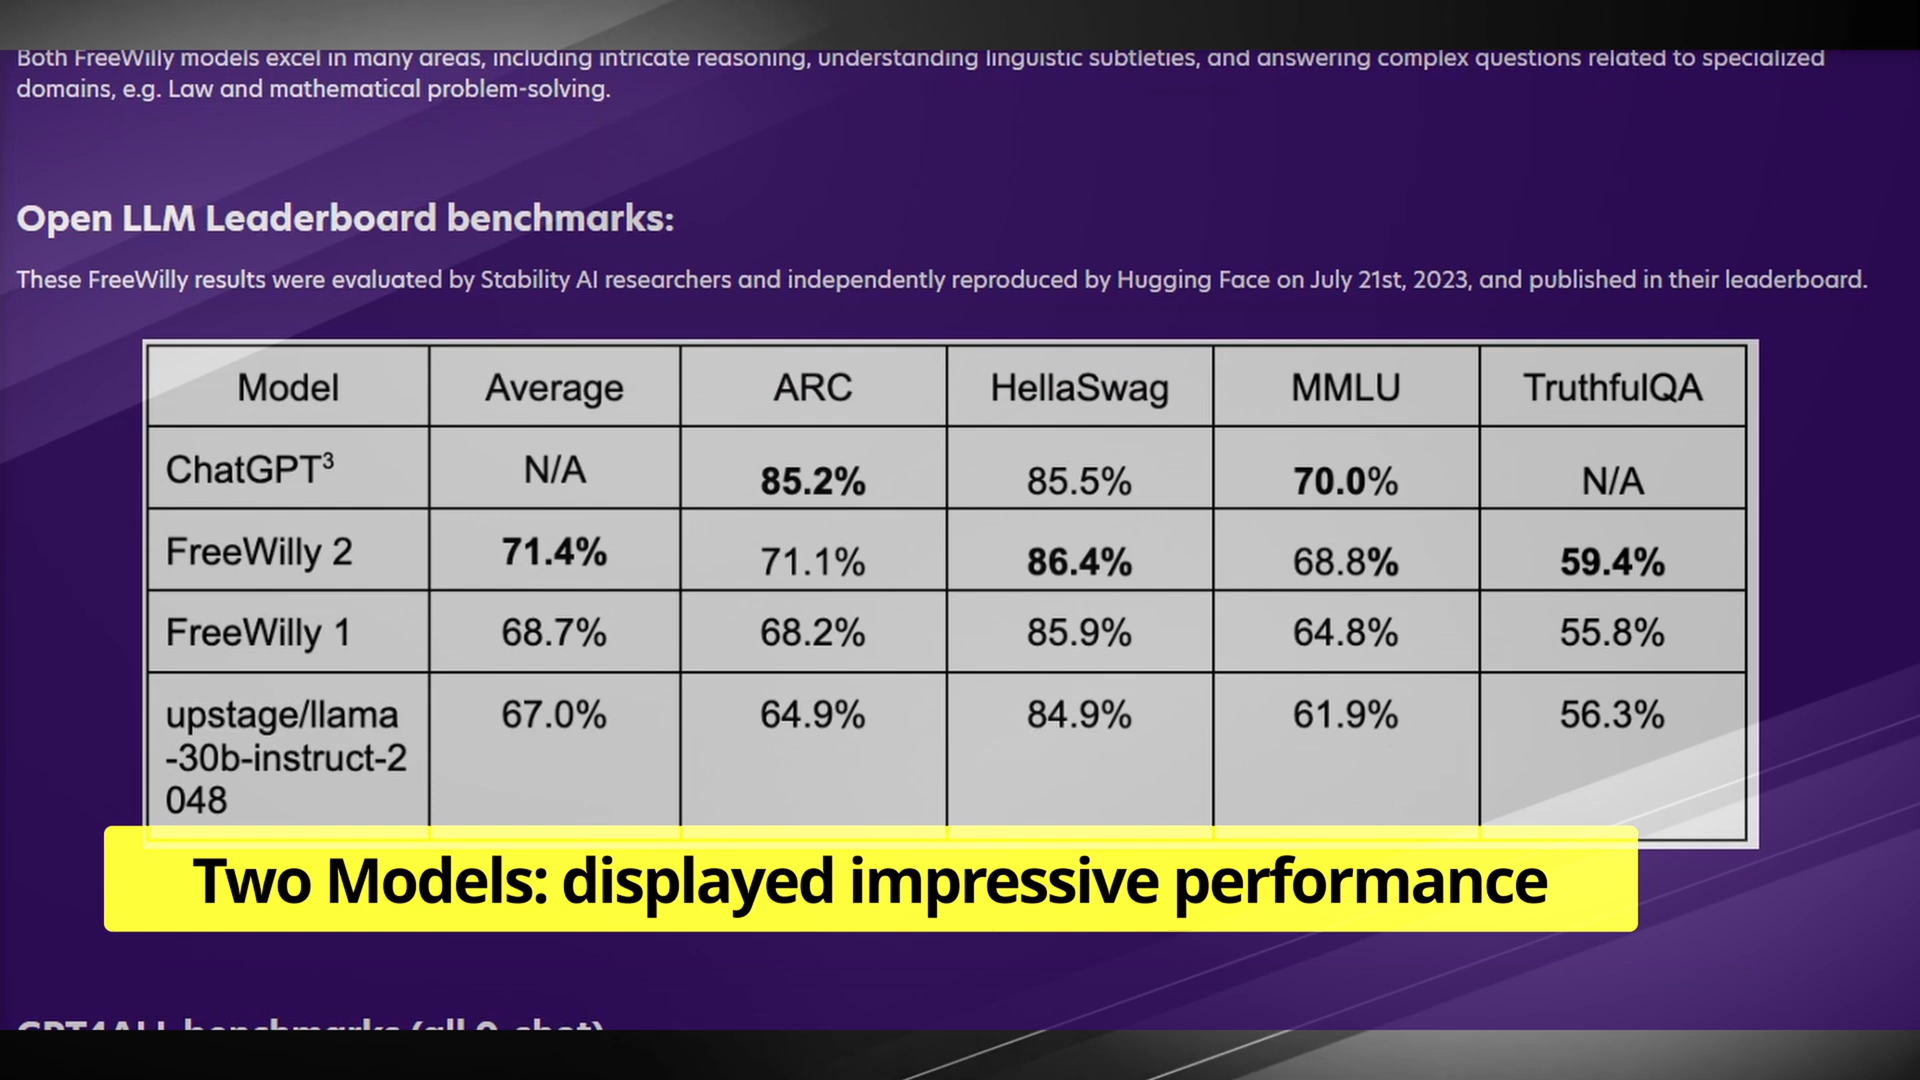 Both FreeWilly models excel in many areas, including intricate reasoning, understanding linguistic subtleties, and answering complex questions related to specialized
domains, e.g. Law and mathematical problem-solving.
Open LLM Leaderboard benchmarks:
These FreeWilly results were evaluated by Stability AI researchers and independently reproduced by Hugging Face on July 21st, 2023, and published in their leaderboard.
Model Average ARC HellaSwag MMLU TruthfulQA
ChatGPT³ N/A 85.2% 85.5% 70.0% N/A
FreeWilly 2 71.4% 71.1% 86.4% 68.8% 59.4%
FreeWilly 1 68.7% 68.2% 85.9% 64.8% 55.8%
upstage/llama 67.0% 64.9% 84.9% 61.9% 56.3%
-30b-instruct-2
048
Two Models: displayed impressive performance
GPT4ALL benchmarks (all 0-shot)